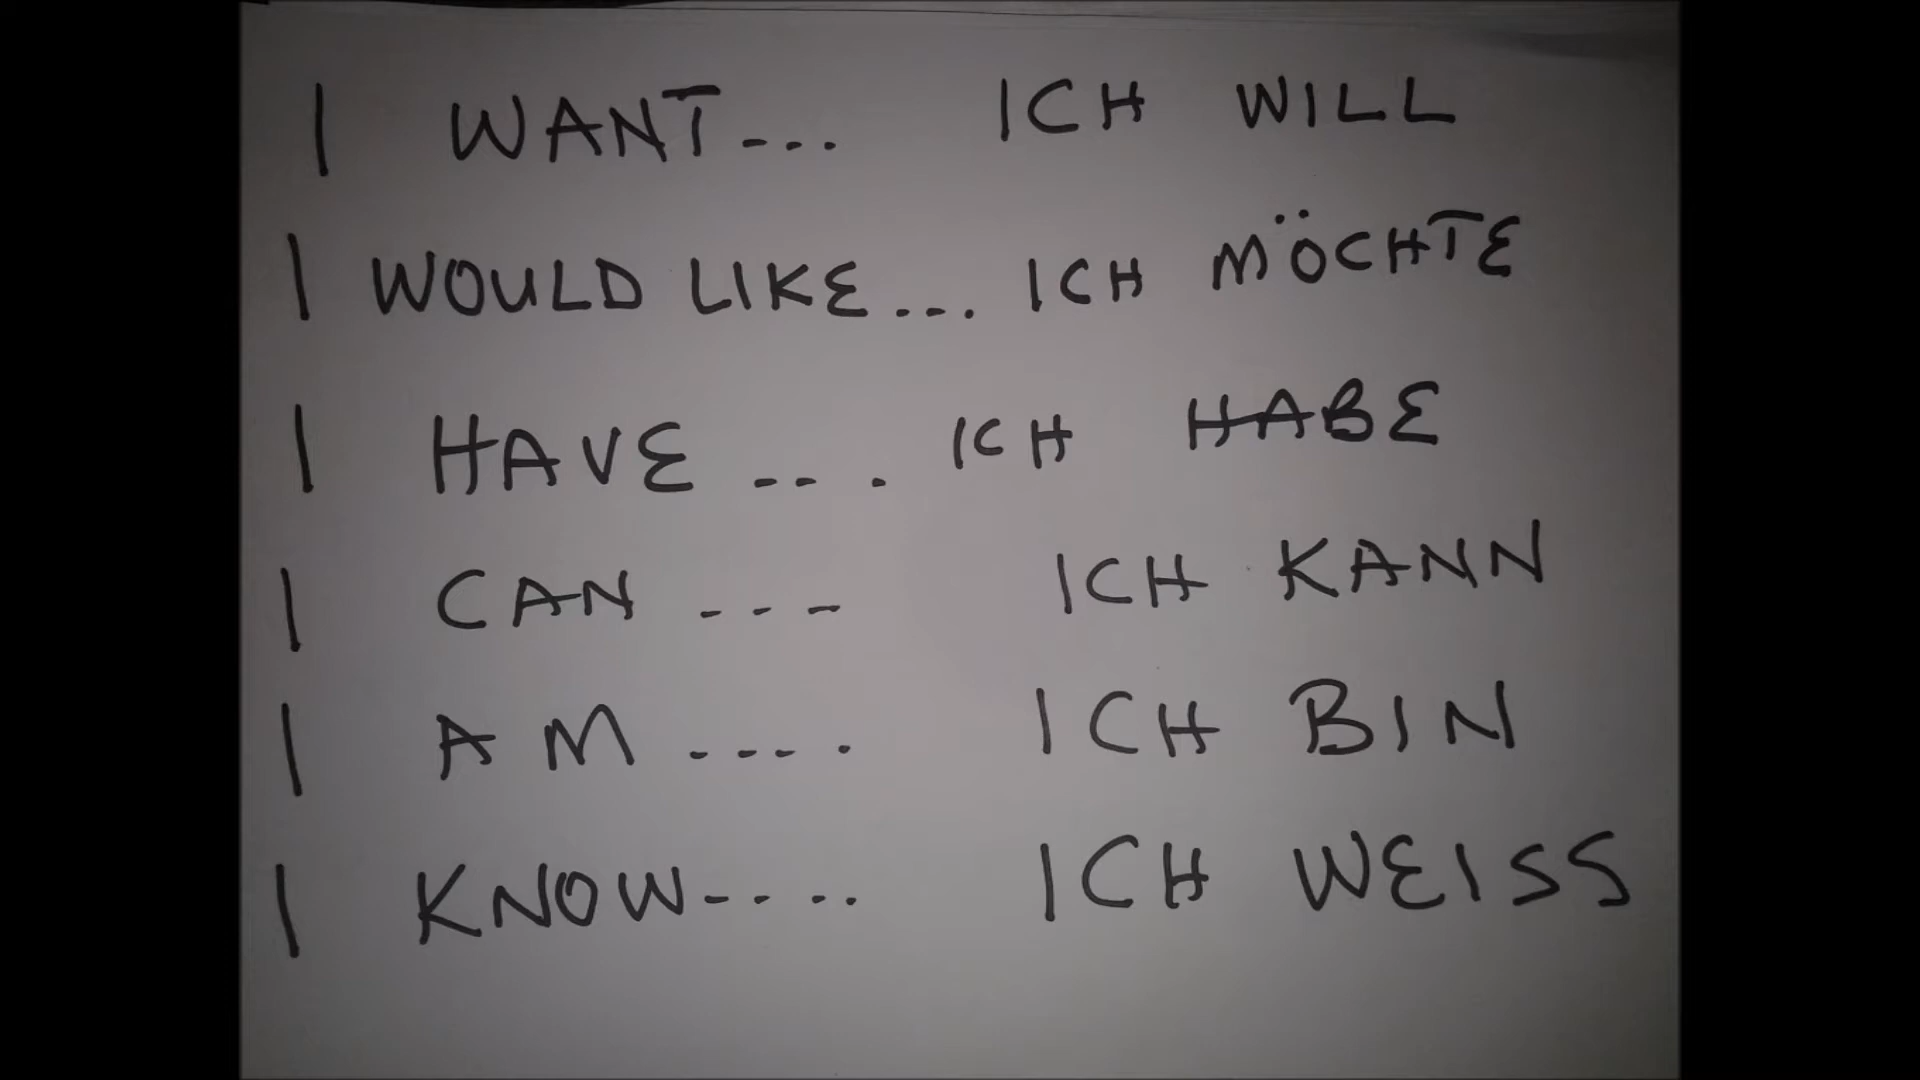 I WANT--.. ICH WILL
I WOULD LIKE... ICH MÖCHTE
I HAVE --. ICH HABE
I CAN --- ICH KANN
I AM ---. ICH BIN
I KNOW--.. ICH WEISS